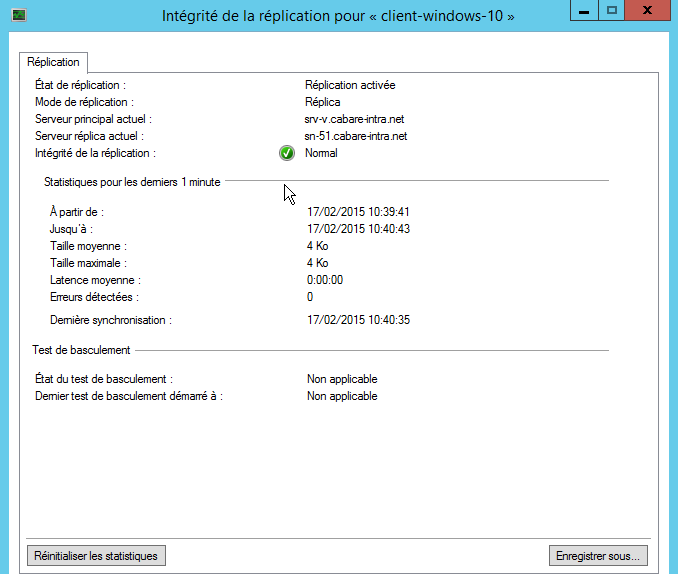 Intégrité de la réplication pour « client-windows-10 »
Réplication
État de réplication : Réplication activée
Mode de réplication : Réplica
Serveur principal actuel : srv-v.cabare-intra.net
Serveur réplica actuel : sn-51.cabare-intra.net
Intégrité de la réplication : Normal
Statistiques pour les derniers 1 minute
À partir de : 17/02/2015 10:39:41
Jusqu'à : 17/02/2015 10:40:43
Taille moyenne : 4 Ko
Taille maximale : 4 Ko
Latence moyenne : 0:00:00
Erreurs détectées : 0
Dernière synchronisation : 17/02/2015 10:40:35
Test de basculement
État du test de basculement : Non applicable
Dernier test de basculement démarré à : Non applicable
Réinitialiser les statistiques Enregistrer sous...